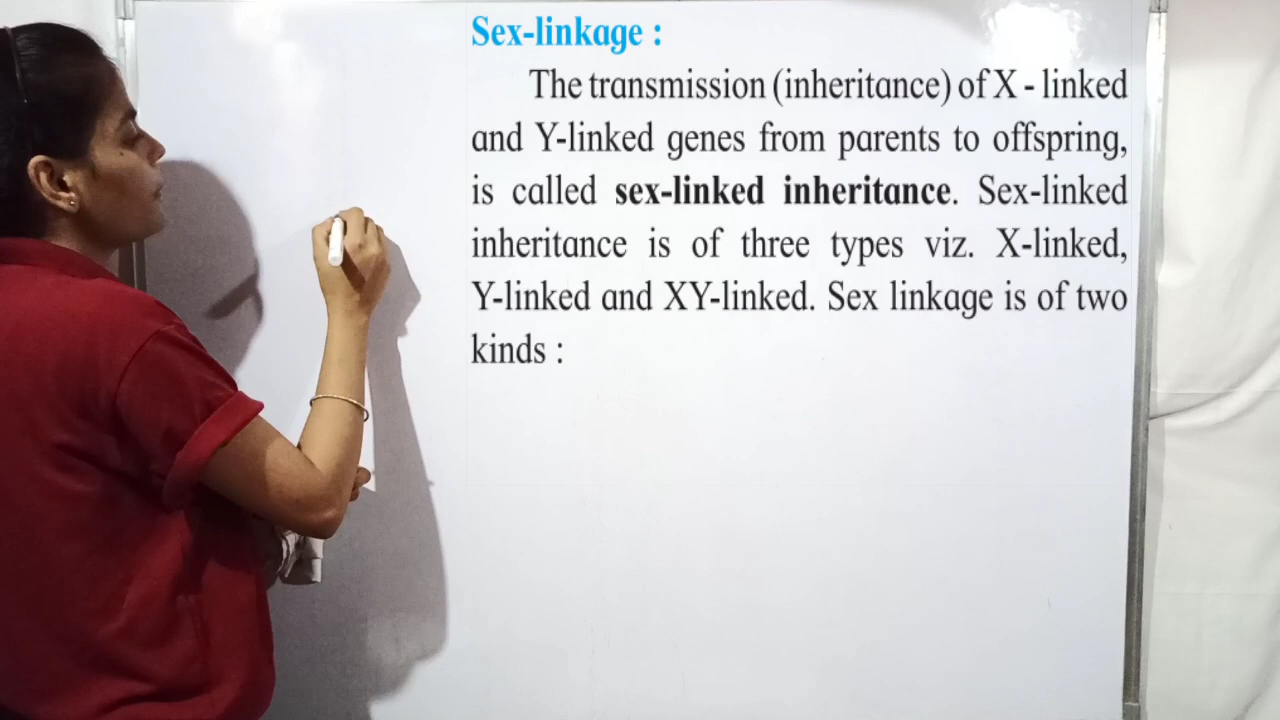 Sex-linkage :
The transmission (inheritance) of X - linked
and Y-linked genes from parents to offspring,
is called sex-linked inheritance. Sex-linked
inheritance is of three types viz. X-linked,
Y-linked and XY-linked. Sex linkage is of two
kinds :